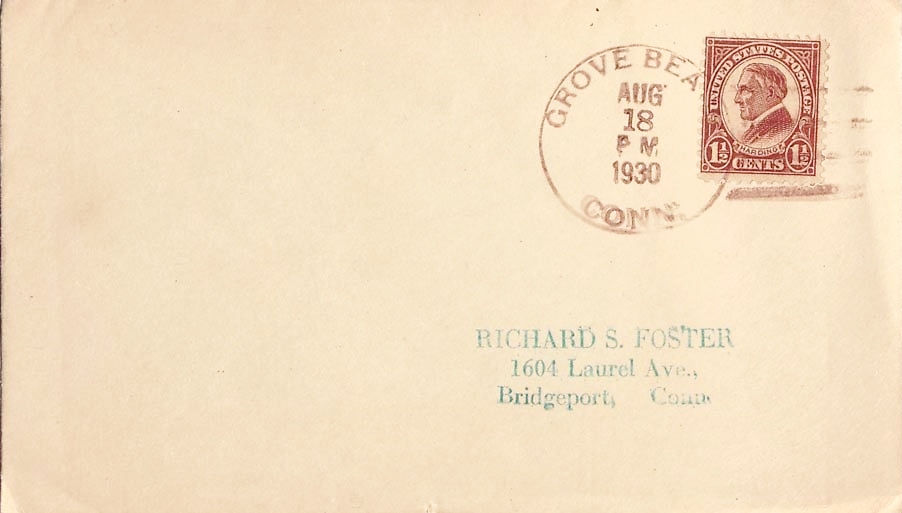 GROVE BEA
AUG
18
P M
1930
CONN.
UNITED STATES POSTAGE
HARDING
1½ CENTS 1½
RICHARD S. FOSTER
1604 Laurel Ave.,
Bridgeport, Conn.